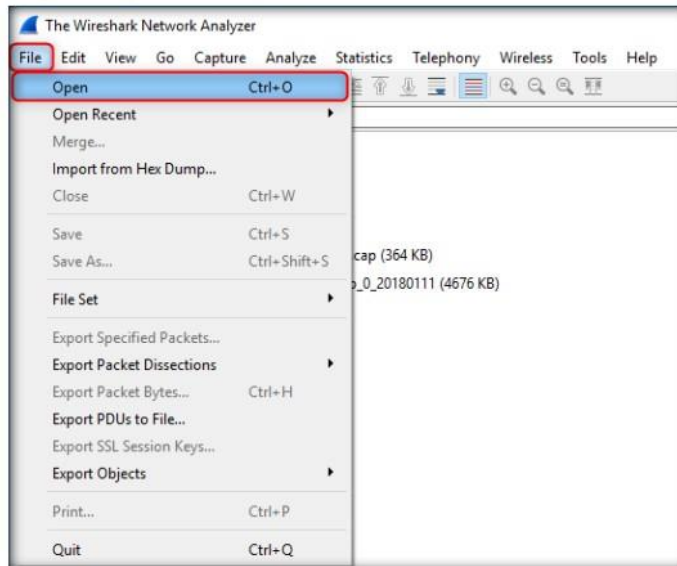 The Wireshark Network Analyzer
File Edit View Go Capture Analyze Statistics Telephony Wireless Tools Help
Open Ctrl+O
Open Recent
Merge...
Import from Hex Dump...
Close Ctrl+W
Save Ctrl+S
Save As... Ctrl+Shift+S
cap (364 KB)
_0_20180111 (4676 KB)
File Set
Export Specified Packets...
Export Packet Dissections
Export Packet Bytes... Ctrl+H
Export PDUs to File...
Export SSL Session Keys...
Export Objects
Print... Ctrl+P
Quit Ctrl+Q